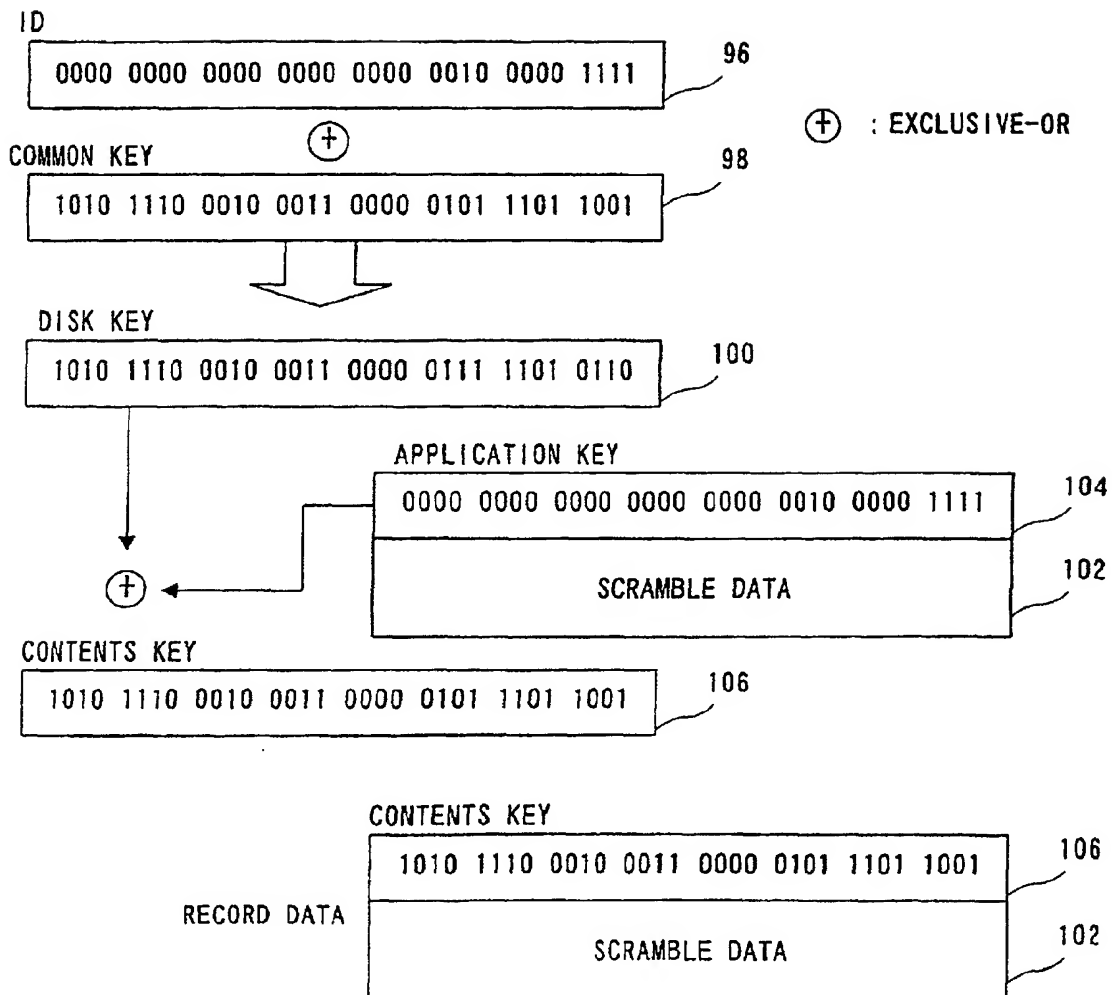 ID
0000 0000 0000 0000 0000 0010 0000 1111
96
+ : EXCLUSIVE-OR
+
COMMON KEY
98
1010 1110 0010 0011 0000 0101 1101 1001
DISK KEY
100
1010 1110 0010 0011 0000 0111 1101 0110
APPLICATION KEY
0000 0000 0000 0000 0000 0010 0000 1111
104
+
SCRAMBLE DATA
102
CONTENTS KEY
1010 1110 0010 0011 0000 0101 1101 1001
106
CONTENTS KEY
1010 1110 0010 0011 0000 0101 1101 1001
106
RECORD DATA
SCRAMBLE DATA
102